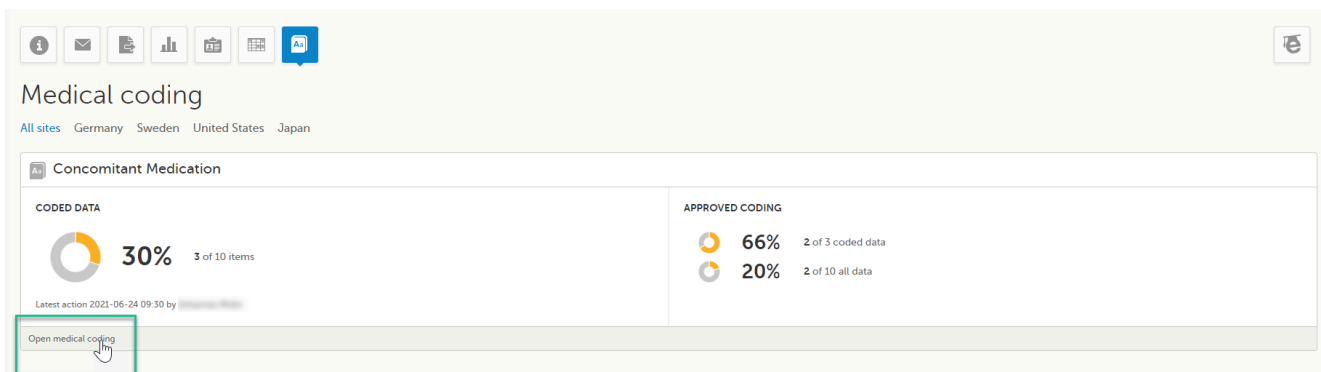 Aa
e
Medical coding
All sites Germany Sweden United States Japan
Aa Concomitant Medication
CODED DATA
30% 3 of 10 items
Latest action 2021-06-24 09:30 by
APPROVED CODING
66% 2 of 3 coded data
20% 2 of 10 all data
Open medical coding